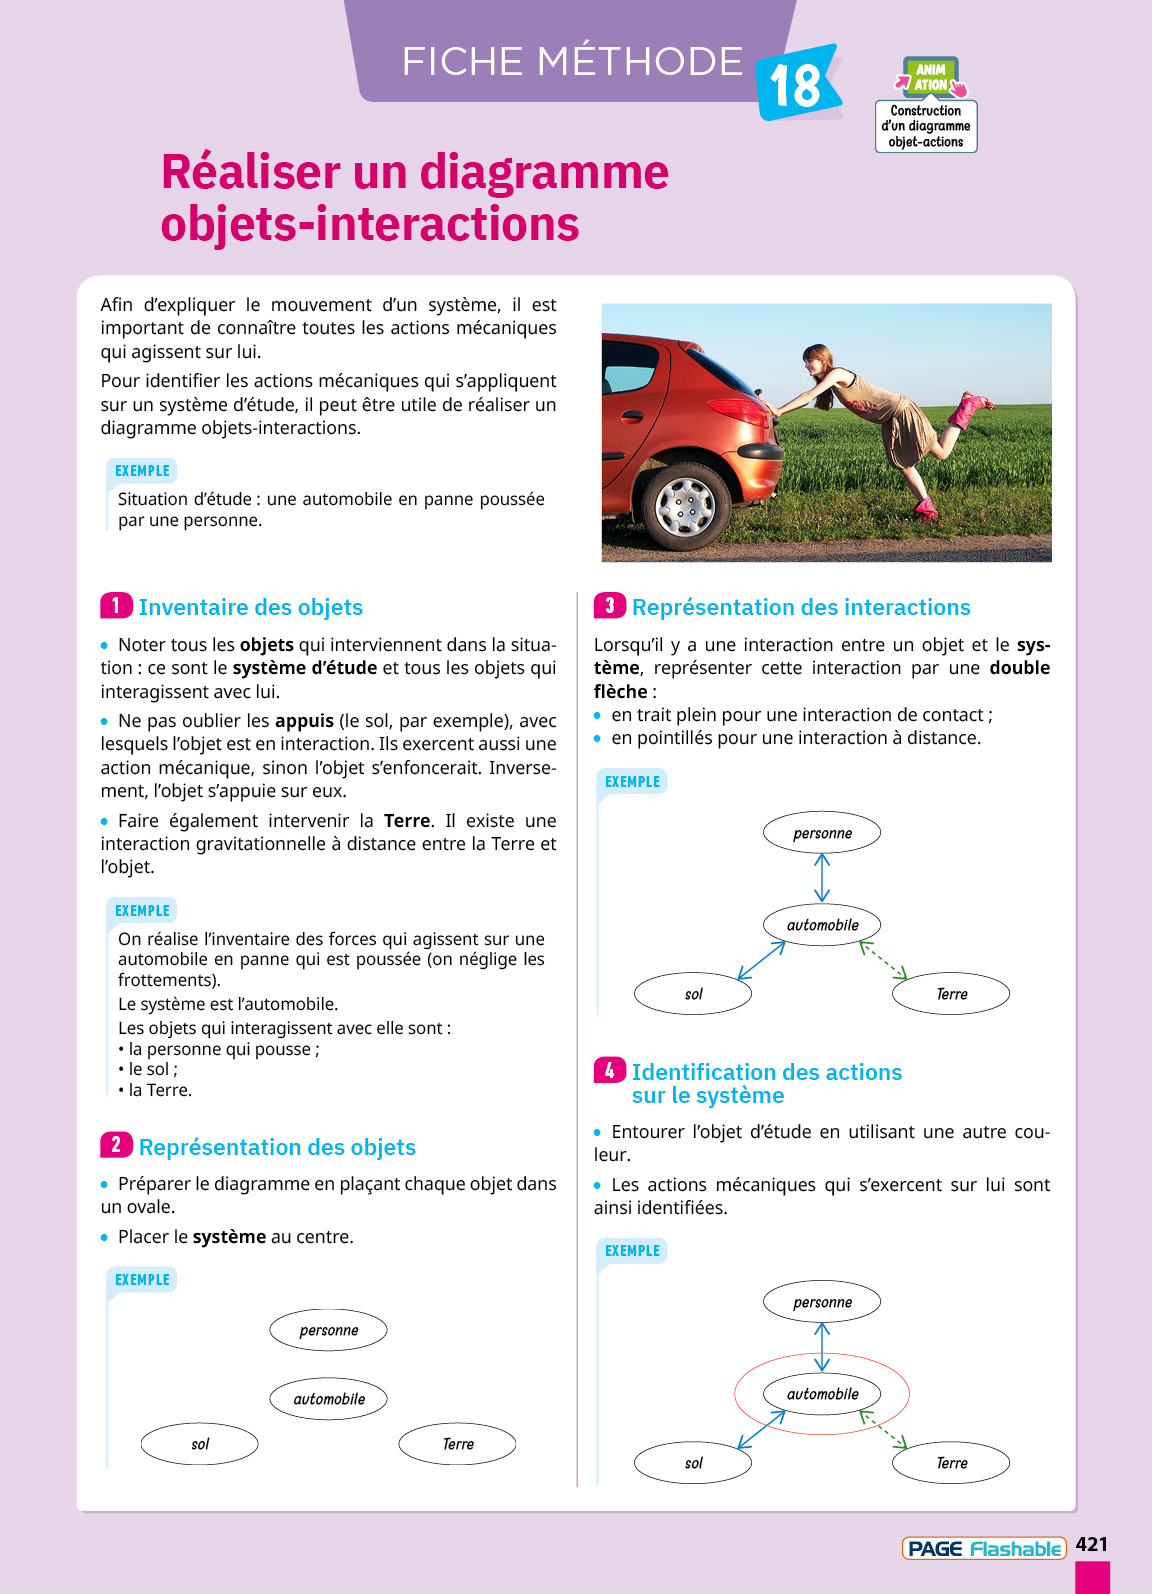 FICHE MÉTHODE
18
ANIM
ATION
Construction
d'un diagramme
objet-actions
Réaliser un diagramme
objets-interactions
Afin d'expliquer le mouvement d'un système, il est
important de connaître toutes les actions mécaniques
qui agissent sur lui.
Pour identifier les actions mécaniques qui s'appliquent
sur un système d'étude, il peut être utile de réaliser un
diagramme objets-interactions.
EXEMPLE
Situation d'étude : une automobile en panne poussée
par une personne.
1 Inventaire des objets
• Noter tous les objets qui interviennent dans la situa-
tion : ce sont le système d'étude et tous les objets qui
interagissent avec lui.
• Ne pas oublier les appuis (le sol, par exemple), avec
lesquels l'objet est en interaction. Ils exercent aussi une
action mécanique, sinon l'objet s'enfoncerait. Inverse-
ment, l'objet s'appuie sur eux.
• Faire également intervenir la Terre. Il existe une
interaction gravitationnelle à distance entre la Terre et
l'objet.
EXEMPLE
On réalise l'inventaire des forces qui agissent sur une
automobile en panne qui est poussée (on néglige les
frottements).
Le système est l'automobile.
Les objets qui interagissent avec elle sont :
• la personne qui pousse ;
• le sol ;
• la Terre.
2 Représentation des objets
• Préparer le diagramme en plaçant chaque objet dans
un ovale.
• Placer le système au centre.
EXEMPLE
personne
automobile
sol
Terre
3 Représentation des interactions
Lorsqu'il y a une interaction entre un objet et le sys-
tème, représenter cette interaction par une double
flèche :
• en trait plein pour une interaction de contact ;
• en pointillés pour une interaction à distance.
EXEMPLE
personne
automobile
sol
Terre
4 Identification des actions
sur le système
• Entourer l'objet d'étude en utilisant une autre cou-
leur.
• Les actions mécaniques qui s'exercent sur lui sont
ainsi identifiées.
EXEMPLE
personne
automobile
sol
Terre
PAGE Flashable
421